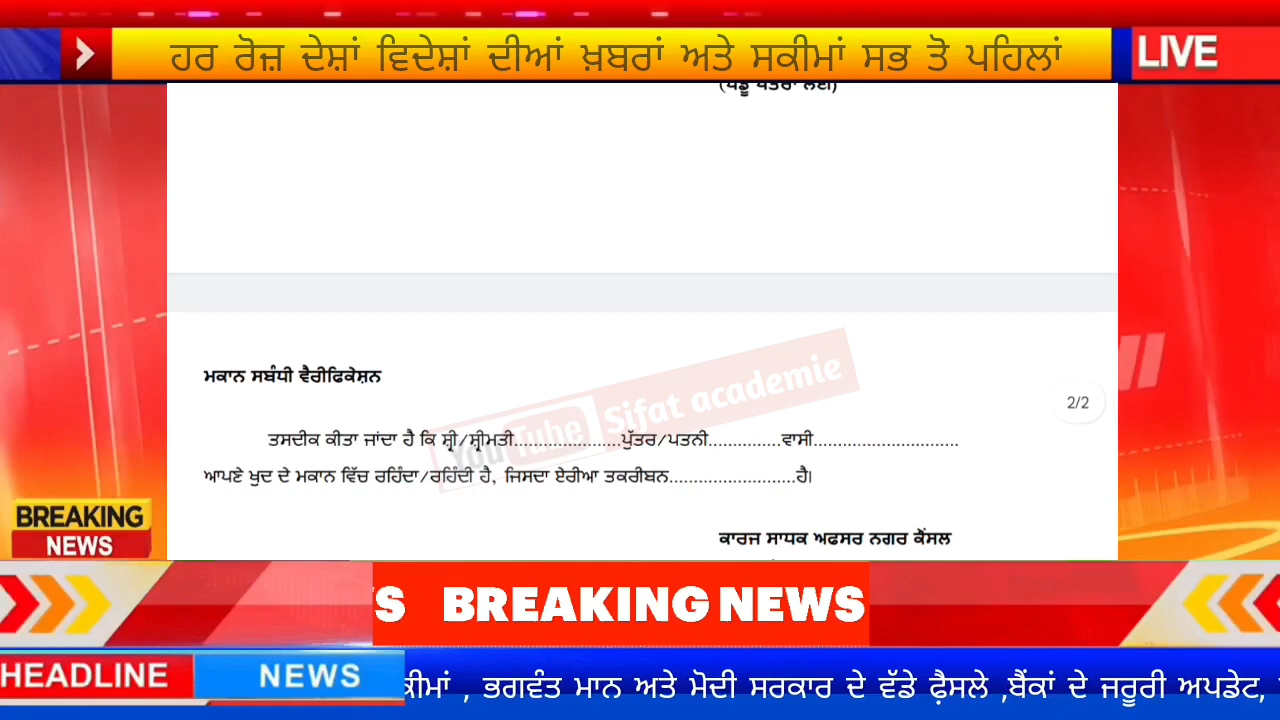 ਹਰ ਰੋਜ਼ ਦੇਸ਼ਾਂ ਵਿਦੇਸ਼ਾਂ ਦੀਆਂ ਖ਼ਬਰਾਂ ਅਤੇ ਸਕੀਮਾਂ ਸਭ ਤੋ ਪਹਿਲਾਂ
LIVE
ਮਕਾਨ ਸਬੰਧੀ ਵੈਰੀਫਿਕੇਸ਼ਨ
YouTube Sifat academie
2/2
ਤਸਦੀਕ ਕੀਤਾ ਜਾਂਦਾ ਹੈ ਕਿ ਸ਼੍ਰੀ/ਸ਼੍ਰੀਮਤੀ......................ਪੁੱਤਰ/ਪਤਨੀ...............ਵਾਸੀ..............................
ਆਪਣੇ ਖੁਦ ਦੇ ਮਕਾਨ ਵਿੱਚ ਰਹਿੰਦਾ/ਰਹਿੰਦੀ ਹੈ, ਜਿਸਦਾ ਏਰੀਆ ਤਕਰੀਬਨ..........................ਹੈ।
ਕਾਰਜ ਸਾਧਕ ਅਫਸਰ ਨਗਰ ਕੌਂਸਲ
BREAKING
NEWS
S BREAKING NEWS
HEADLINE NEWS
ਕੀਮਾਂ , ਭਗਵੰਤ ਮਾਨ ਅਤੇ ਮੋਦੀ ਸਰਕਾਰ ਦੇ ਵੱਡੇ ਫ਼ੈਸਲੇ ,ਬੈਂਕਾਂ ਦੇ ਜਰੂਰੀ ਅਪਡੇਟ,